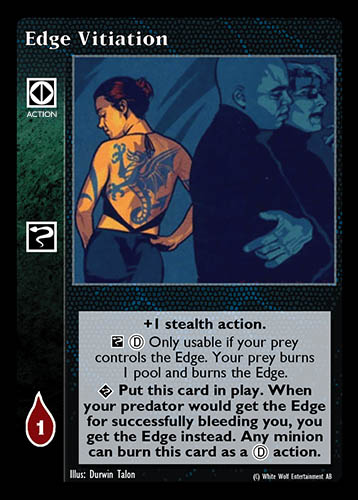 Edge Vitiation
ACTION
+1 stealth action.
D Only usable if your prey
controls the Edge. Your prey burns
1 pool and burns the Edge.
Put this card in play. When
your predator would get the Edge
for successfully bleeding you, you
get the Edge instead. Any minion
can burn this card as a D action.
1
Illus: Durwin Talon
(C) White Wolf Entertainment AB